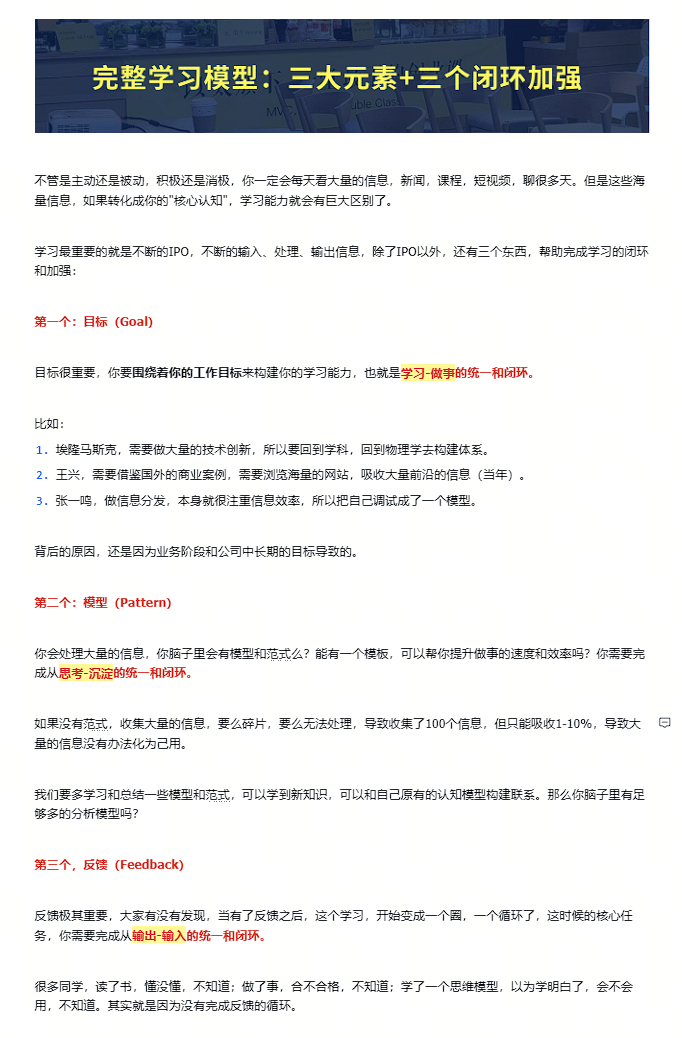 完整学习模型：三大元素+三个闭环加强
不管是主动还是被动，积极还是消极，你一定会每天看大量的信息，新闻，课程，短视频，聊很多天。但是这些海
量信息，如果转化成你的"核心认知"，学习能力就会有巨大区别了。
学习最重要的就是不断的IPO，不断的输入、处理、输出信息，除了IPO以外，还有三个东西，帮助完成学习的闭环
和加强：
第一个：目标（Goal）
目标很重要，你要围绕着你的工作目标来构建你的学习能力，也就是学习-做事的统一和闭环。
比如：
1. 埃隆马斯克，需要做大量的技术创新，所以要回到学科，回到物理学去构建体系。
2. 王兴，需要借鉴国外的商业案例，需要浏览海量的网站，吸收大量前沿的信息（当年）。
3. 张一鸣，做信息分发，本身就很注重信息效率，所以把自己调试成了一个模型。
背后的原因，还是因为业务阶段和公司中长期的目标导致的。
第二个：模型（Pattern）
你会处理大量的信息，你脑子里会有模型和范式么？能有一个模板，可以帮你提升做事的速度和效率吗？你需要完
成从思考-沉淀的统一和闭环。
如果没有范式，收集大量的信息，要么碎片，要么无法处理，导致收集了100个信息，但只能吸收1-10%，导致大
量的信息没有办法化为己用。
我们要多学习和总结一些模型和范式，可以学到新知识，可以和自己原有的认知模型构建联系。那么你脑子里有足
够多的分析模型吗？
第三个，反馈（Feedback）
反馈极其重要，大家有没有发现，当有了反馈之后，这个学习，开始变成一个圈，一个循环了，这时候的核心任
务，你需要完成从输出-输入的统一和闭环。
很多同学，读了书，懂没懂，不知道；做了事，合不合格，不知道；学了一个思维模型，以为学明白了，会不会
用，不知道。其实就是因为没有完成反馈的循环。